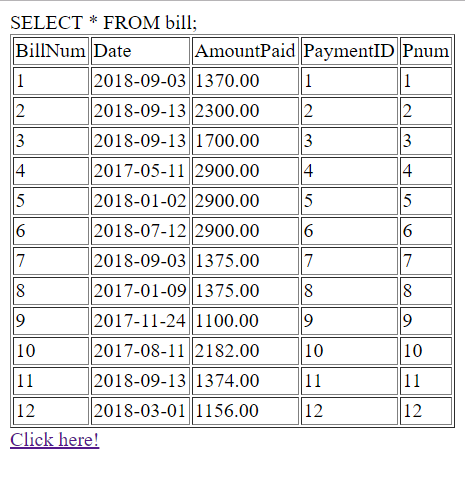 SELECT * FROM bill;
BillNum Date AmountPaid PaymentID Pnum
1 2018-09-03 1370.00 1 1
2 2018-09-13 2300.00 2 2
3 2018-09-13 1700.00 3 3
4 2017-05-11 2900.00 4 4
5 2018-01-02 2900.00 5 5
6 2018-07-12 2900.00 6 6
7 2018-09-03 1375.00 7 7
8 2017-01-09 1375.00 8 8
9 2017-11-24 1100.00 9 9
10 2017-08-11 2182.00 10 10
11 2018-09-13 1374.00 11 11
12 2018-03-01 1156.00 12 12
Click here!